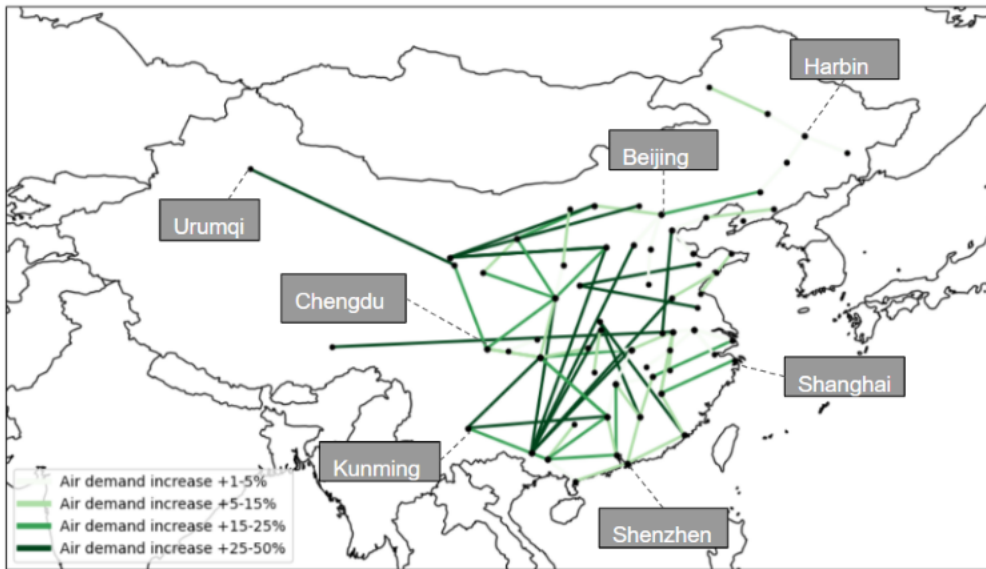 Harbin
Beijing
Urumqi
Chengdu
Shanghai
Kunming
Shenzhen
Air demand increase +1-5%
Air demand increase +5-15%
Air demand increase +15-25%
Air demand increase +25-50%